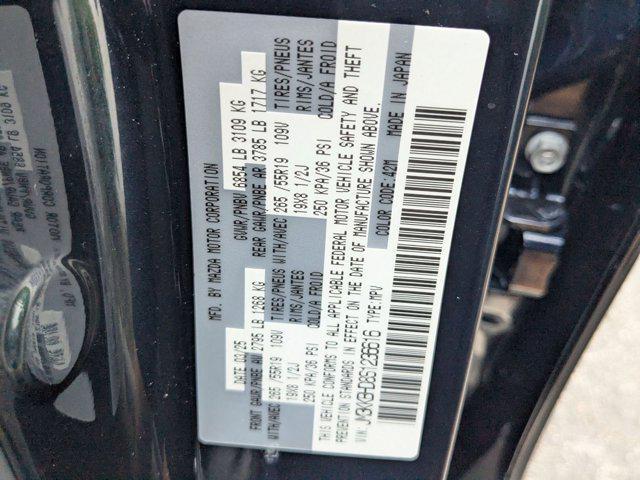 MFD. BY MAZDA MOTOR CORPORATION
DATE: 03/25 GVWR/PNBV 6854 LB 3109 KG
FRONT GAWR/PNBE AV 2795 LB 1268 KG REAR GAWR/PNBE AR 3785 LB 1717 KG
WITH/AVEC 265 /55R19 109V TIRES/PNEUS WITH/AVEC 265 /55R19 109V TIRES/PNEUS
19X8 1/2J RIMS/JANTES 19X8 1/2J RIMS/JANTES
250 KPA/36 PSI COLD/A FROID 250 KPA/36 PSI COLD/A FROID
THIS VEHICLE CONFORMS TO ALL APPLICABLE FEDERAL MOTOR VEHICLE SAFETY AND THEFT
PREVENTION STANDARDS IN EFFECT ON THE DATE OF MANUFACTURE SHOWN ABOVE.
VIN: TYPE: MPV COLOR CODE: 42M MADE IN JAPAN